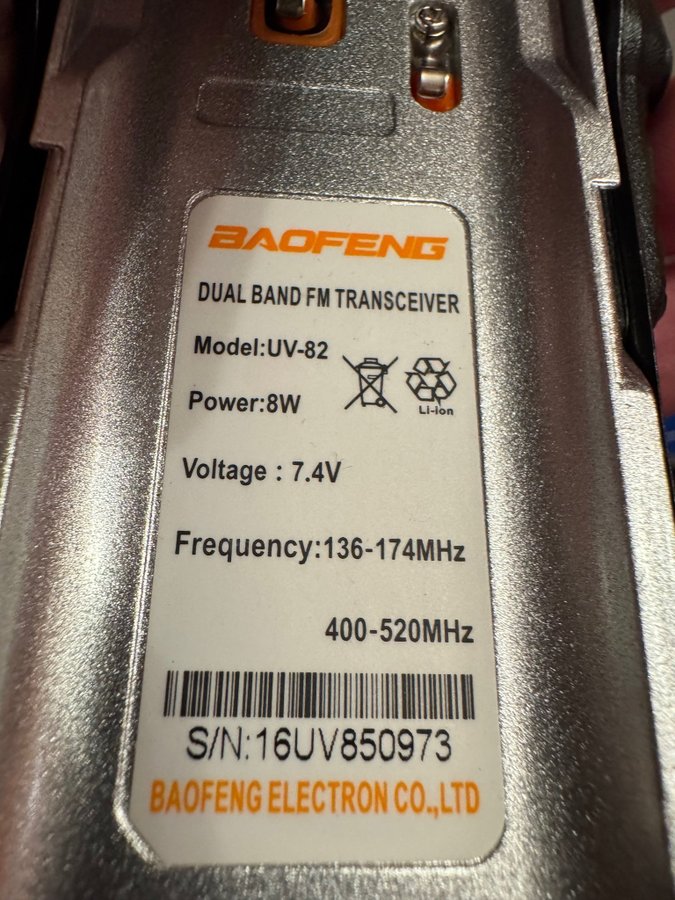 BAOFENG
DUAL BAND FM TRANSCEIVER
Model:UV-82
Power:8W
Li-ion
Voltage : 7.4V
Frequency:136-174MHz
400-520MHz
S/N:16UV850973
BAOFENG ELECTRON CO.,LTD